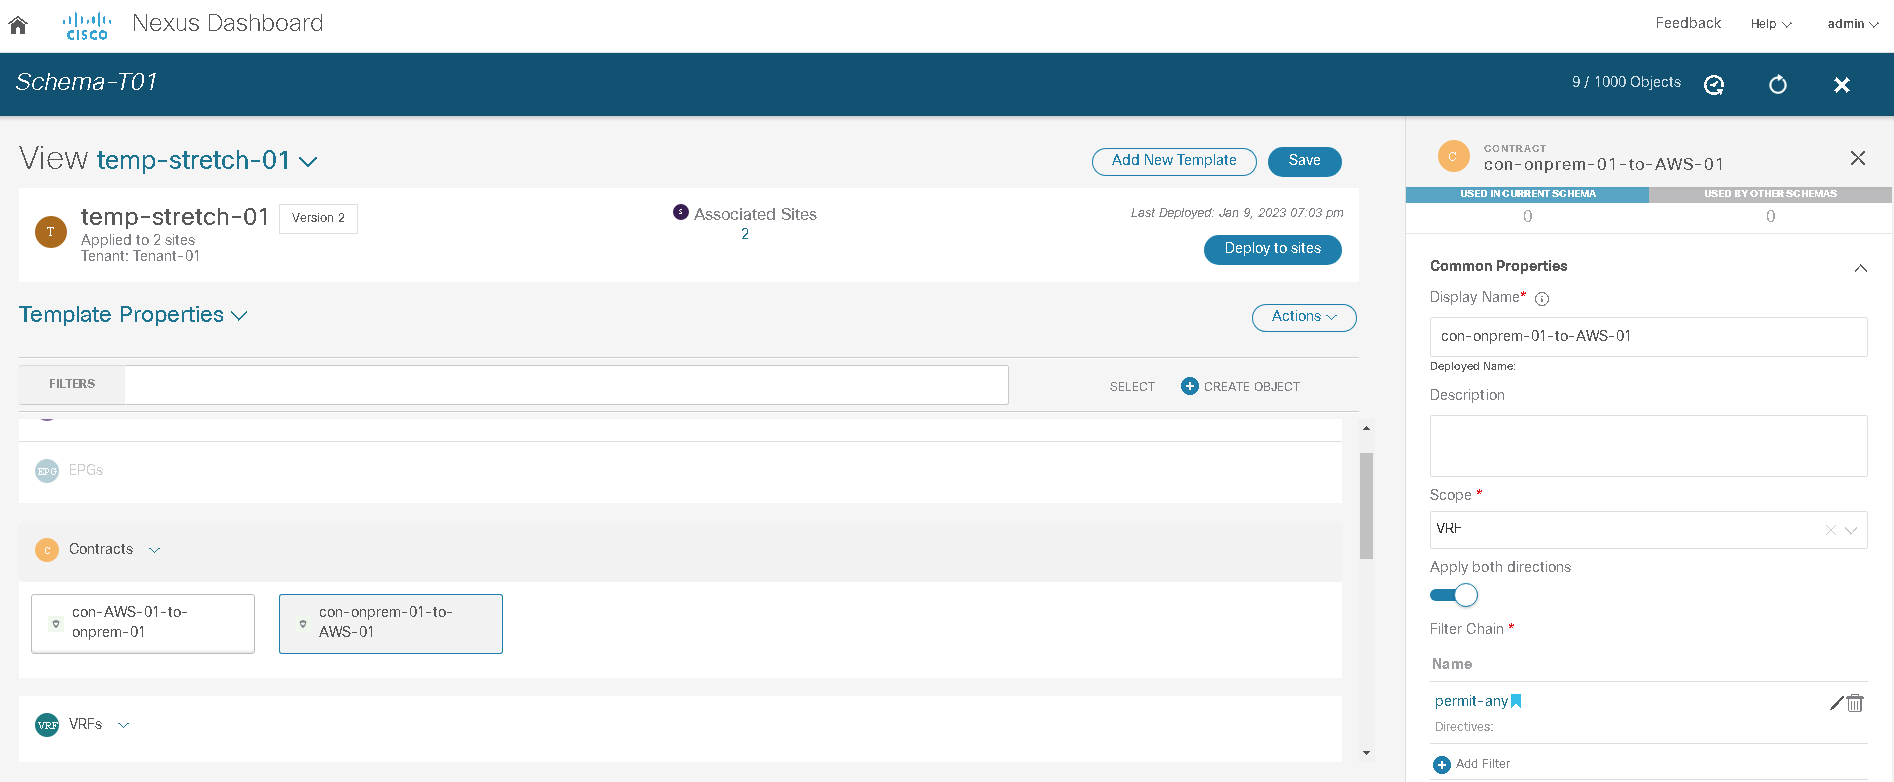 CISCO Nexus Dashboard
Feedback Help admin
Schema-T01
9 / 1000 Objects
View temp-stretch-01
Add New Template
Save
T
temp-stretch-01
Version 2
Applied to 2 sites
Tenant: Tenant-01
S Associated Sites
2
Last Deployed: Jan 9, 2023 07:03 pm
Deploy to sites
Template Properties
Actions
FILTERS
SELECT
CREATE OBJECT
EPG EPGs
C Contracts
con-AWS-01-to-
onprem-01
con-onprem-01-to-
AWS-01
VRF VRFs
C
CONTRACT
con-onprem-01-to-AWS-01
USED IN CURRENT SCHEMA
USED BY OTHER SCHEMAS
0
0
Common Properties
Display Name*
con-onprem-01-to-AWS-01
Deployed Name:
Description
Scope *
VRF
Apply both directions
Filter Chain *
Name
permit-any
Directives:
Add Filter